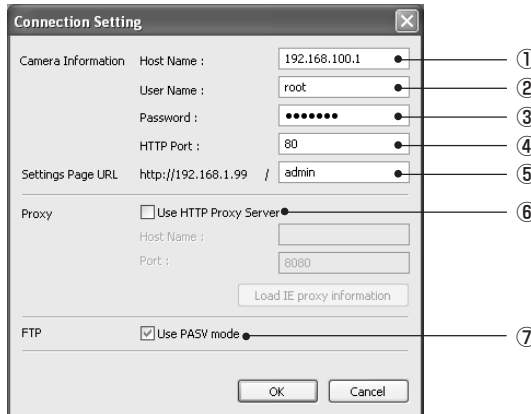 Connection Setting
Camera Information Host Name : 192.168.100.1 ①
User Name : root ②
Password : ●●●●●●● ③
HTTP Port : 80 ④
Settings Page URL http://192.168.1.99 / admin ⑤
Proxy Use HTTP Proxy Server ⑥
Host Name :
Port : 8080
Load IE proxy information
FTP Use PASV mode ⑦
OK Cancel